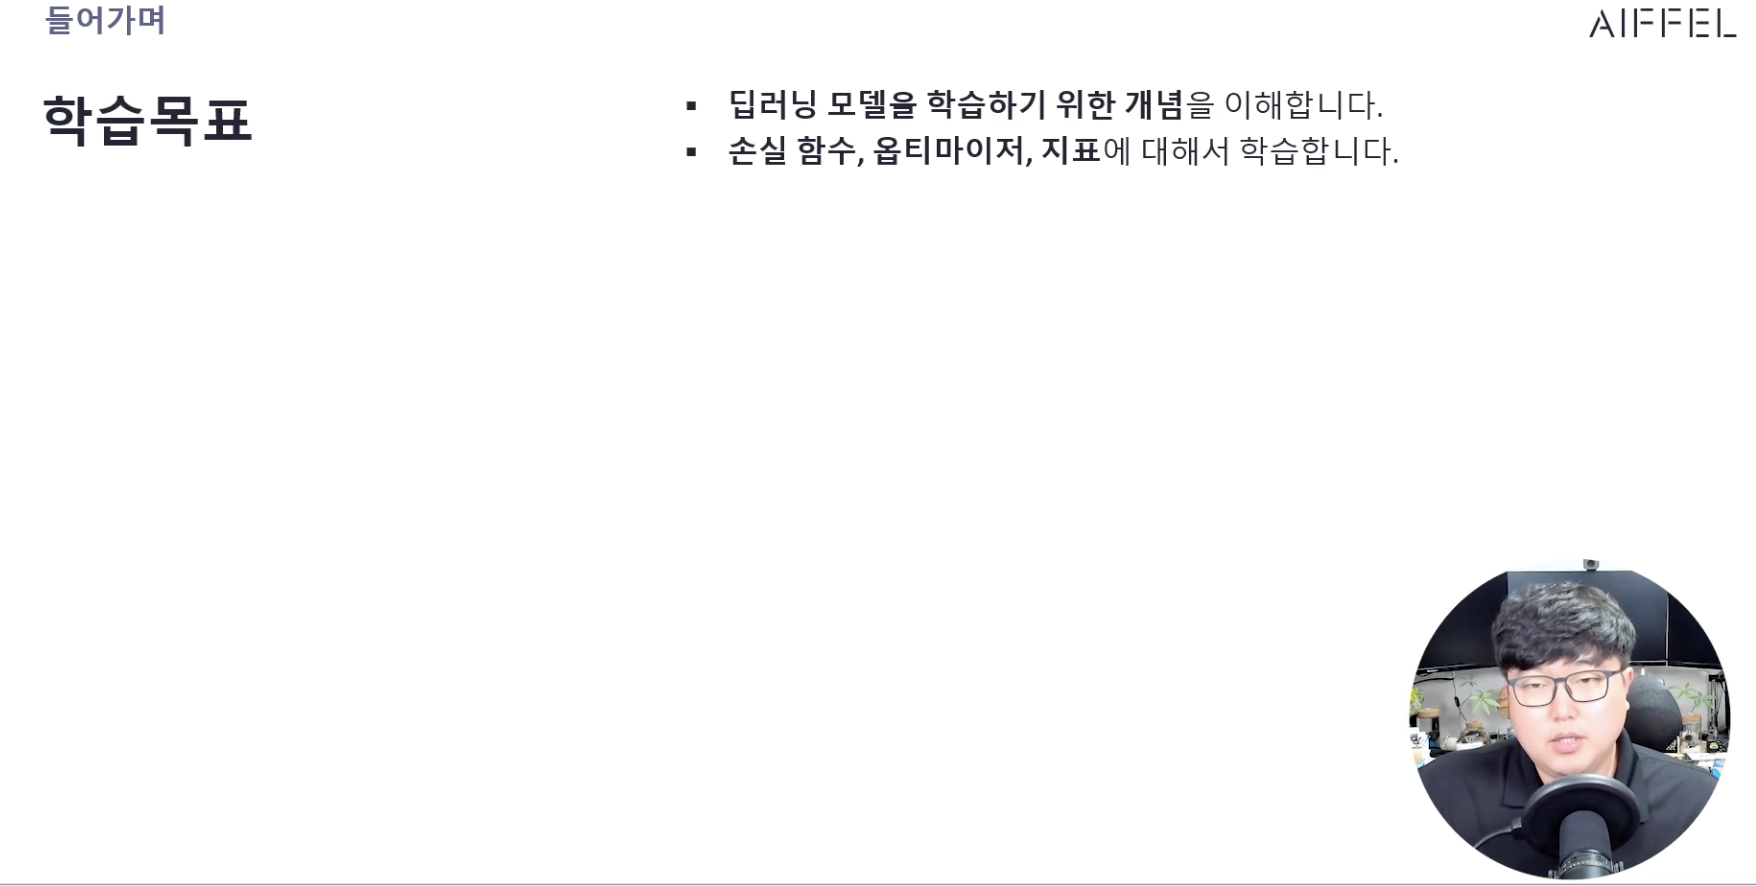 들어가며
AIFFEL
학습목표
▪ 딥러닝 모델을 학습하기 위한 개념을 이해합니다.
▪ 손실 함수, 옵티마이저, 지표에 대해서 학습합니다.